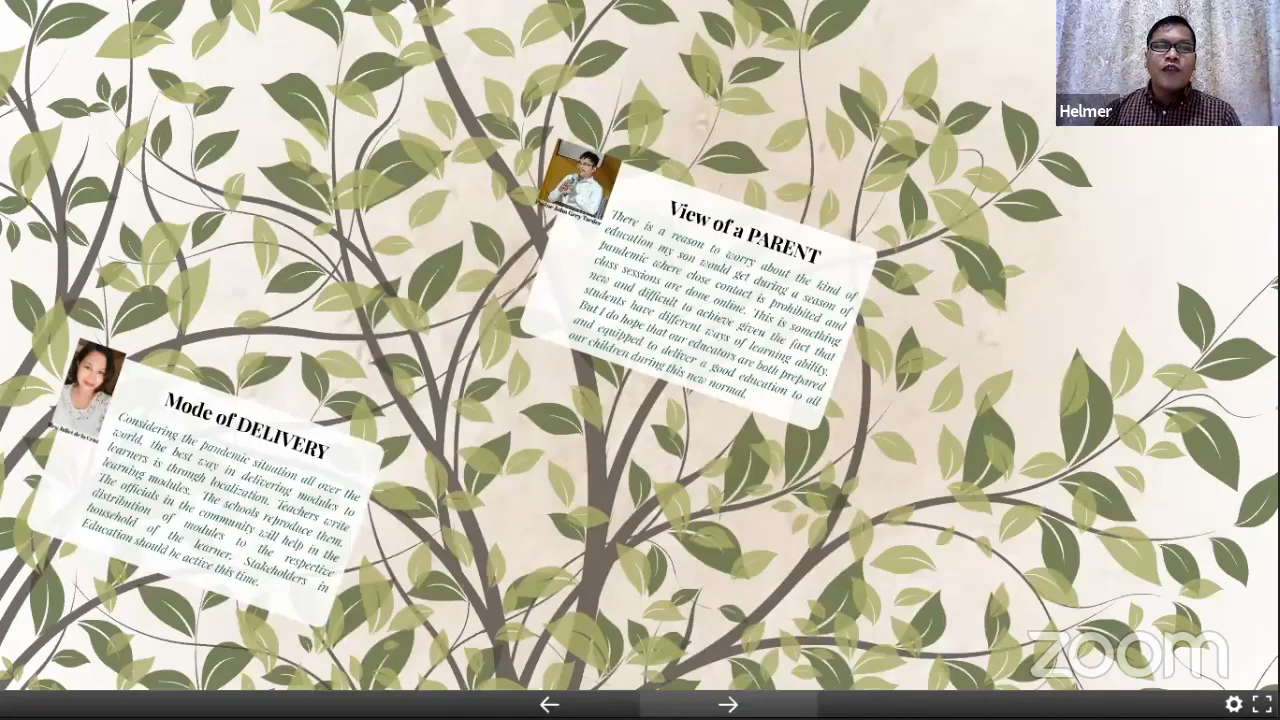 Helmer
View of a PARENT
There is a reason to worry about the kind of
education my son would get during a season of
pandemic where close contact is prohibited and
class sessions are done online. This is something
new and difficult to achieve given the fact that
students have different ways of learning ability.
But I do hope that our educators are both prepared
and equipped to deliver a good education to all
our children during this new normal.
Mode of DELIVERY
Considering the pandemic situation all over the
world, the best way in delivering modules to
learners is through localization. Teachers write
learning modules. The schools reproduce them.
The officials in the community will help in the
distribution of modules to the respective
household of the learner. Stakeholders in
Education should be active this time.
zoom